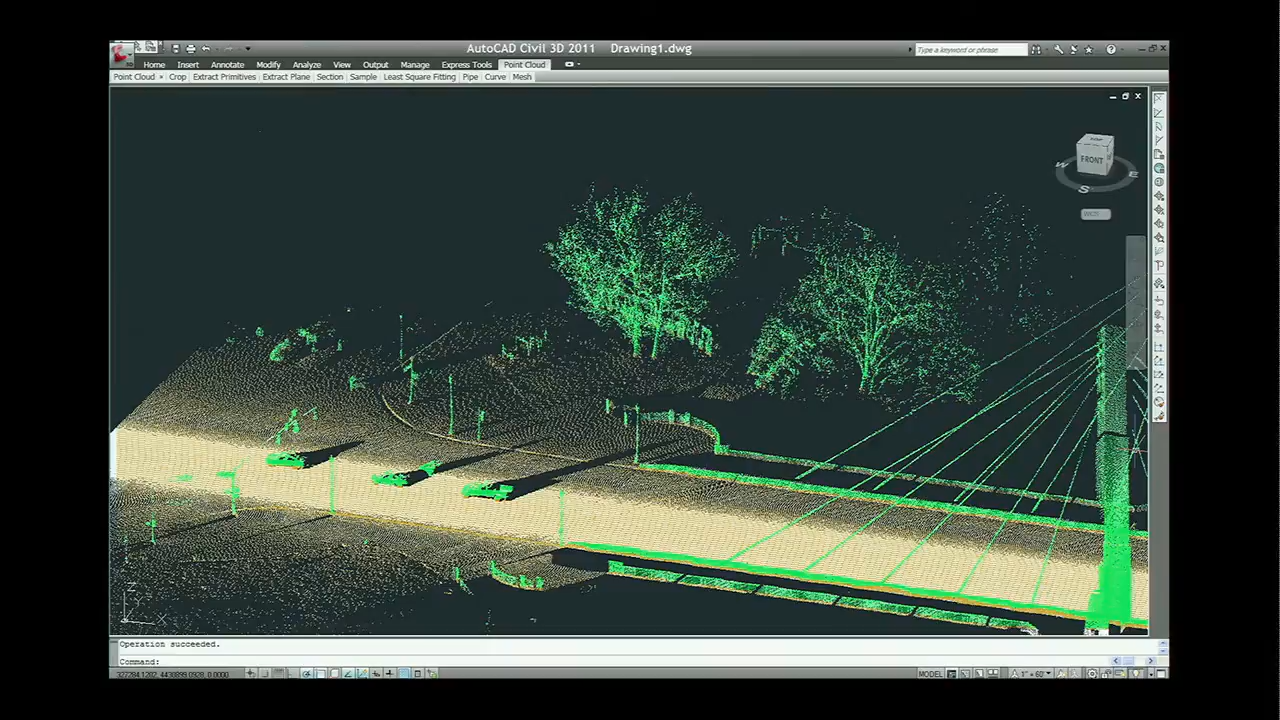 AutoCAD Civil 3D 2011 Drawing1.dwg
Type a keyword or phrase
Home Insert Annotate Modify Analyze View Output Manage Express Tools Point Cloud
Point Cloud Crop Extract Primitives Extract Plane Section Sample Least Square Fitting Pipe Curve Mesh
FRONT
W
E
S
Z
X
Operation succeeded.
Command:
MODEL